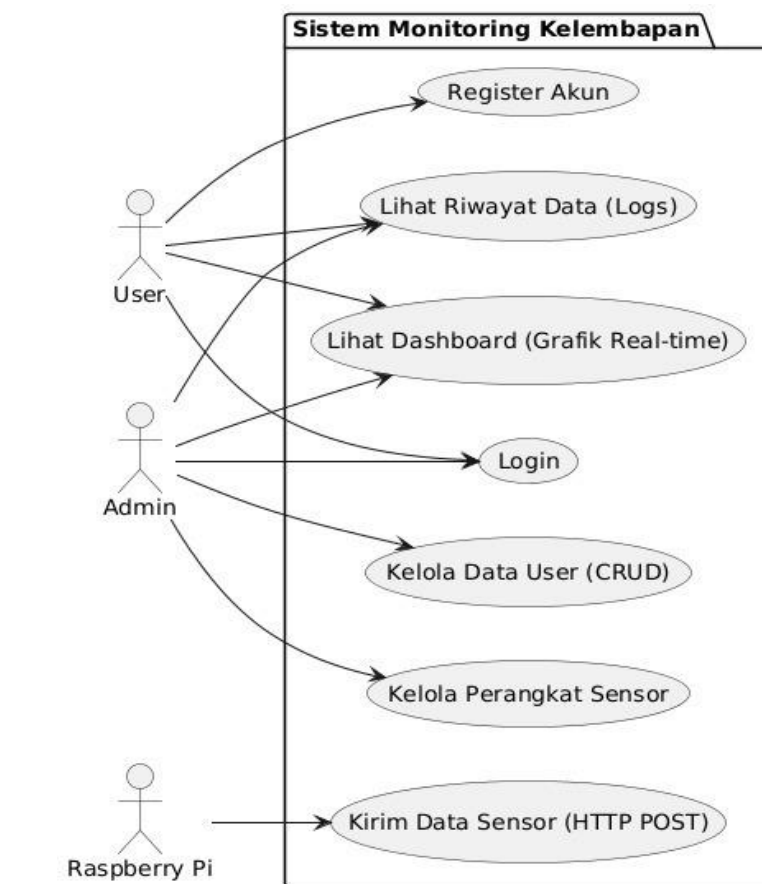 Sistem Monitoring Kelembapan
Register Akun
Lihat Riwayat Data (Logs)
User
Lihat Dashboard (Grafik Real-time)
Login
Admin
Kelola Data User (CRUD)
Kelola Perangkat Sensor
Kirim Data Sensor (HTTP POST)
Raspberry Pi